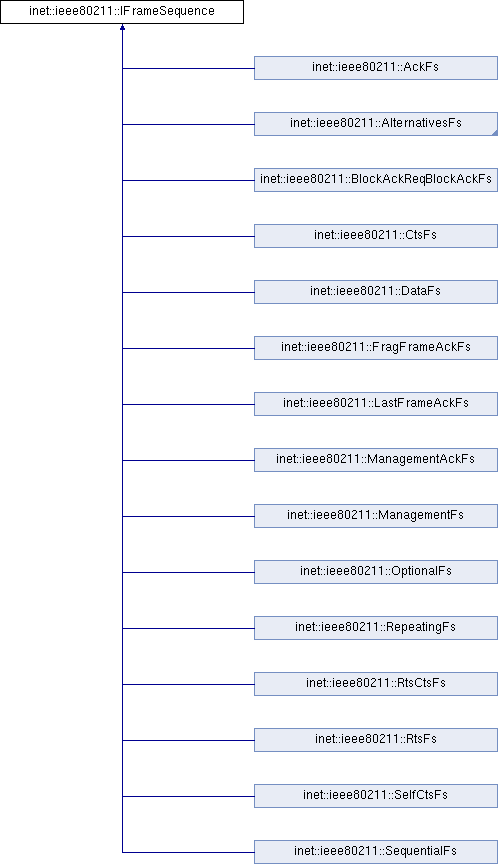 inet::ieee80211::IFrameSequence
inet::ieee80211::AckFs
inet::ieee80211::AlternativesFs
inet::ieee80211::BlockAckReqBlockAckFs
inet::ieee80211::CtsFs
inet::ieee80211::DataFs
inet::ieee80211::FragFrameAckFs
inet::ieee80211::LastFrameAckFs
inet::ieee80211::ManagementAckFs
inet::ieee80211::ManagementFs
inet::ieee80211::OptionalFs
inet::ieee80211::RepeatingFs
inet::ieee80211::RtsCtsFs
inet::ieee80211::RtsFs
inet::ieee80211::SelfCtsFs
inet::ieee80211::SequentialFs